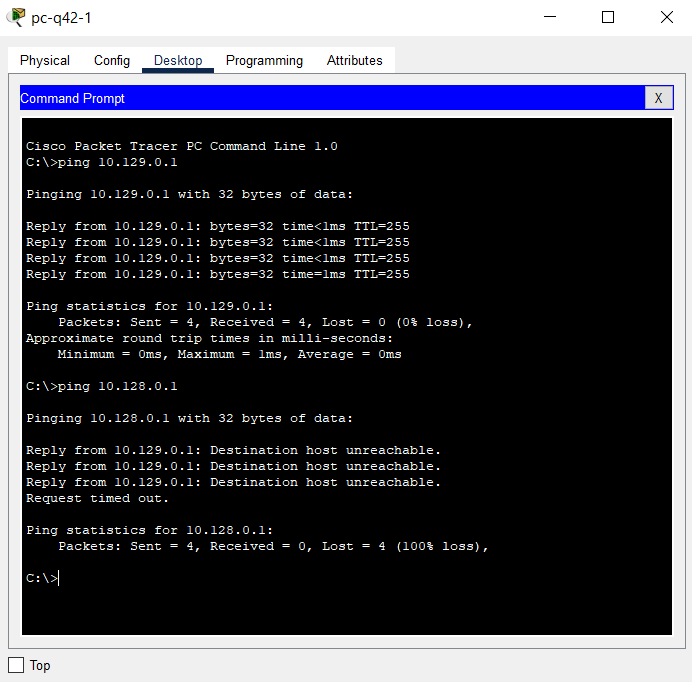 pc-q42-1
Physical Config Desktop Programming Attributes
Command Prompt X
Cisco Packet Tracer PC Command Line 1.0
C:\>ping 10.129.0.1
Pinging 10.129.0.1 with 32 bytes of data:
Reply from 10.129.0.1: bytes=32 time<1ms TTL=255
Reply from 10.129.0.1: bytes=32 time<1ms TTL=255
Reply from 10.129.0.1: bytes=32 time<1ms TTL=255
Reply from 10.129.0.1: bytes=32 time=1ms TTL=255
Ping statistics for 10.129.0.1:
Packets: Sent = 4, Received = 4, Lost = 0 (0% loss),
Approximate round trip times in milli-seconds:
Minimum = 0ms, Maximum = 1ms, Average = 0ms
C:\>ping 10.128.0.1
Pinging 10.128.0.1 with 32 bytes of data:
Reply from 10.129.0.1: Destination host unreachable.
Reply from 10.129.0.1: Destination host unreachable.
Reply from 10.129.0.1: Destination host unreachable.
Request timed out.
Ping statistics for 10.128.0.1:
Packets: Sent = 4, Received = 0, Lost = 4 (100% loss),
C:\>
Top